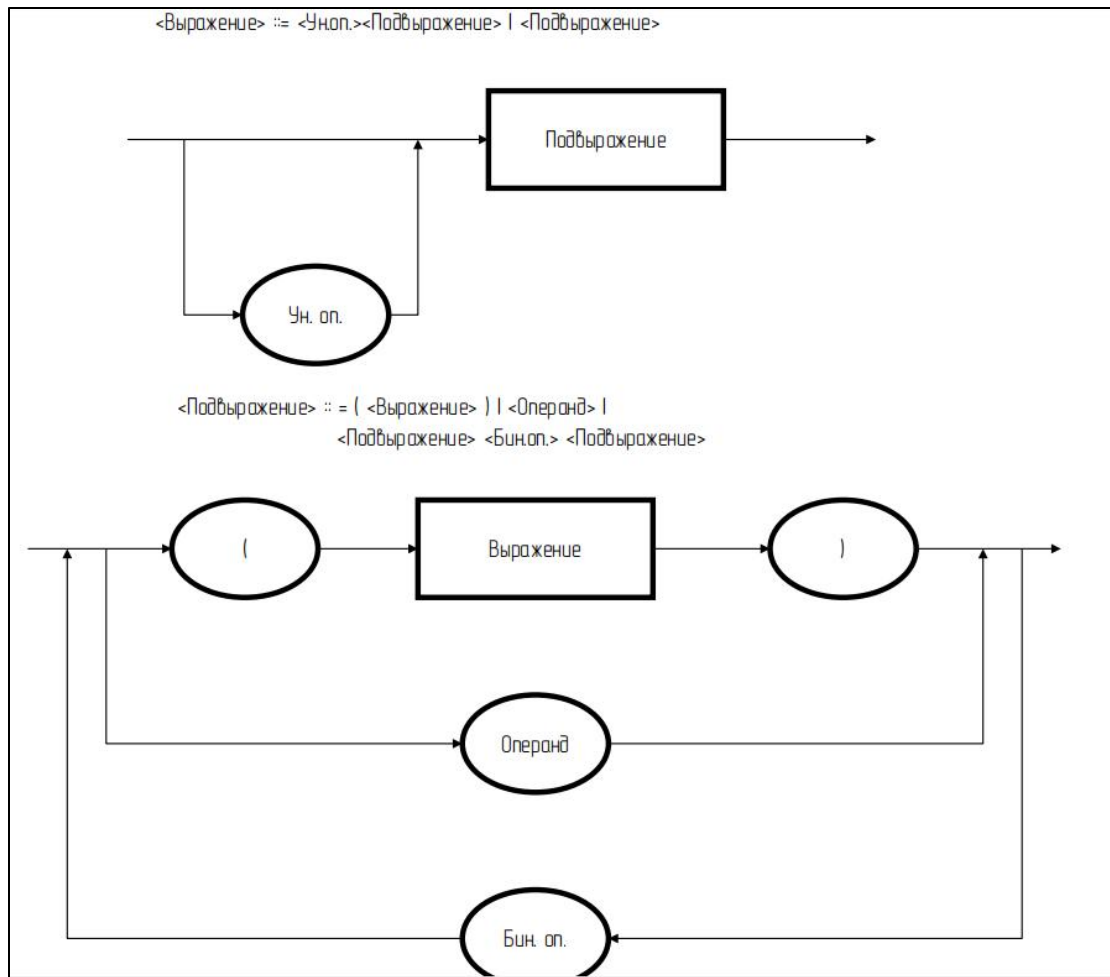 <Выражение> ::= <Ун.оп.><Подвыражение> | <Подвыражение>
Подвыражение
Ун. оп.
<Подвыражение> :: = ( <Выражение> ) | <Операнд> |
<Подвыражение> <Бин.оп.> <Подвыражение>
( Выражение )
Операнд
Бин. оп.